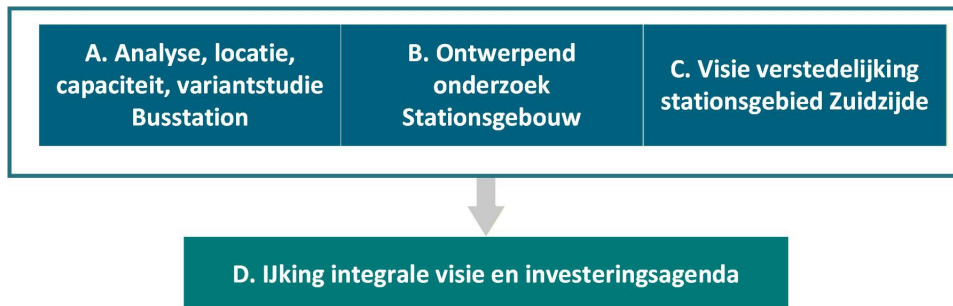 A. Analyse, locatie,
capaciteit, variantstudie
Busstation
B. Ontwerpend
onderzoek
Stationsgebouw
C. Visie verstedelijking
stationsgebied Zuidzijde
D. IJking integrale visie en investeringsagenda